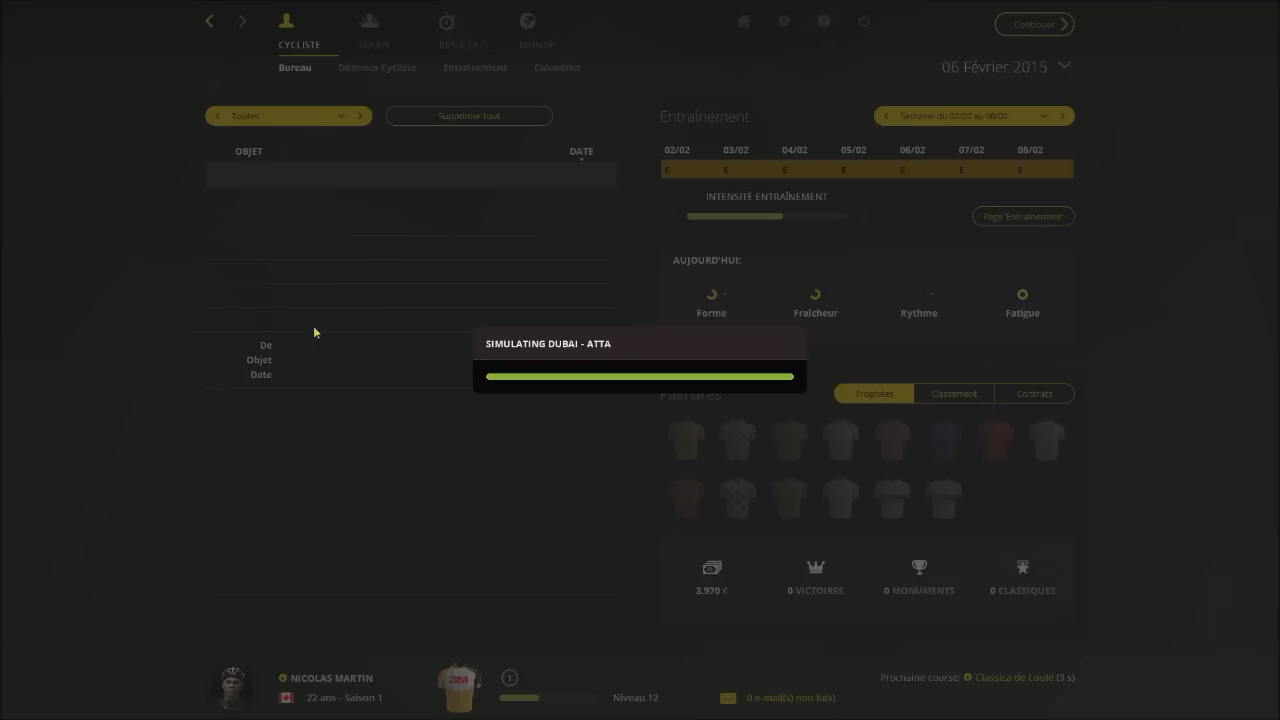 CYCLISTE ÉQUIPE RÉSULTATS MONDE
Continuer
Bureau Données Cycliste Entraînement Calendrier
06 Février 2015
Toutes Supprimer tout
Entraînement Semaine du 02/02 au 08/02
OBJET DATE
02/02 03/02 04/02 05/02 06/02 07/02 08/02
E E E E E E E
INTENSITÉ ENTRAÎNEMENT
Page 'Entraînement'
AUJOURD'HUI:
Forme Fraîcheur Rythme Fatigue
SIMULATING DUBAI - ATTA
De
Objet
Date
Palmarès
Trophées Classement Contrats
3.970 € 0 VICTOIRES 0 MONUMENTS 0 CLASSIQUES
NICOLAS MARTIN
22 ans - Saison 1
3M
Niveau 12
0 e-mail(s) non lu(s)
Prochaine course: Classica de Loulé (3 s)